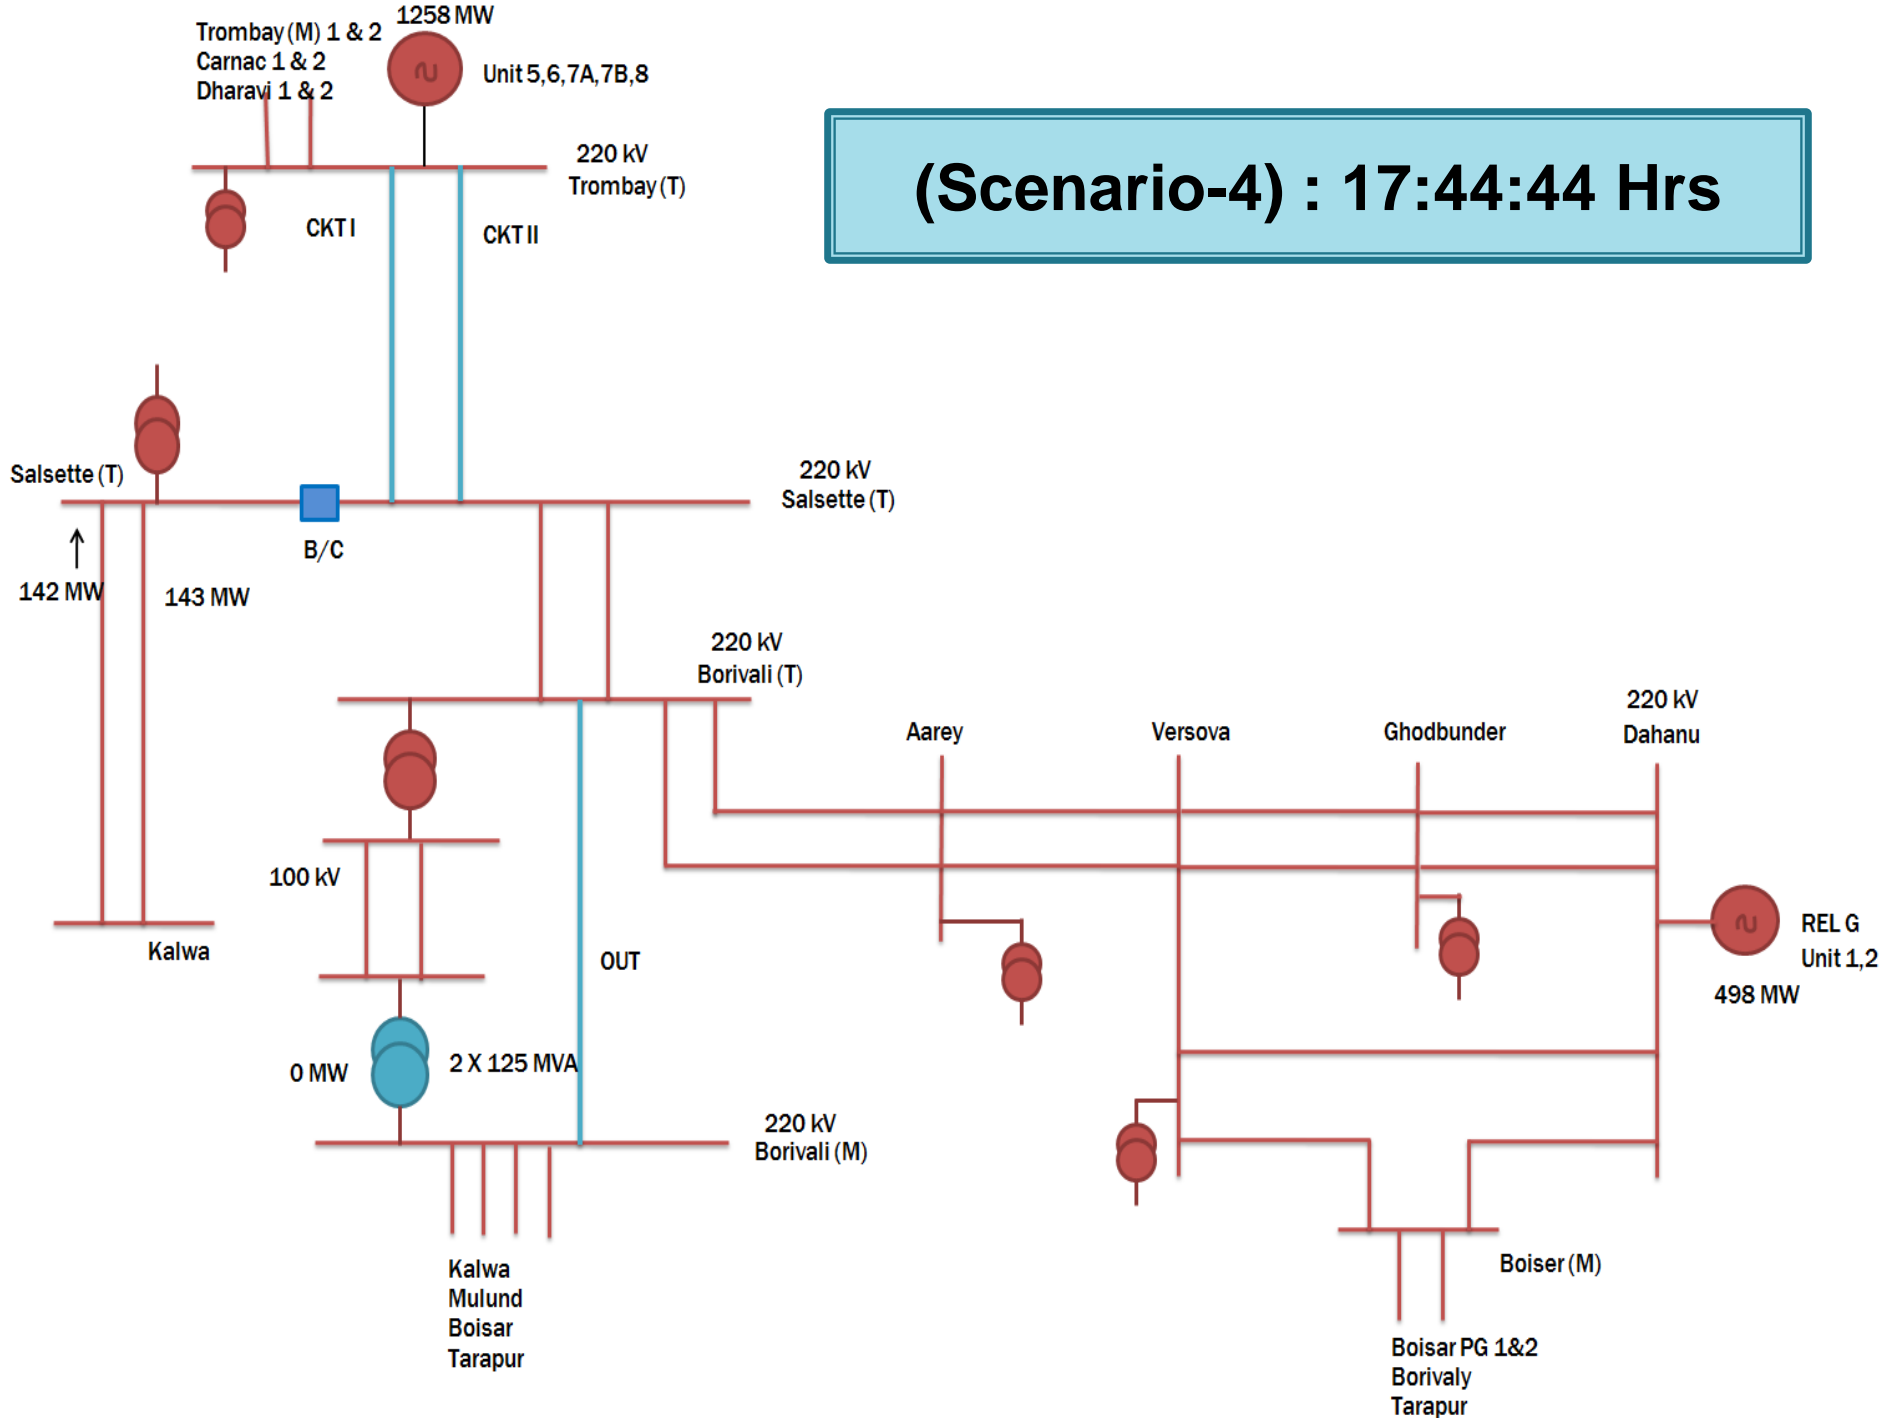 1258 MW
Trombay (M) 1 & 2
Carnac 1 & 2
Dharavi 1 & 2
Unit 5,6,7A,7B,8
(Scenario-4) : 17:44:44 Hrs
220 kV
Trombay (T)
CKT I
CKT II
Salsette (T)
220 kV
Salsette (T)
B/C
142 MW
143 MW
220 kV
Borivali (T)
Aarey
Versova
Ghodbunder
220 kV
Dahanu
100 kV
Kalwa
OUT
REL G
Unit 1,2
498 MW
0 MW
2 X 125 MVA
220 kV
Borivali (M)
Kalwa
Mulund
Boisar
Tarapur
Boiser (M)
Boisar PG 1&2
Borivaly
Tarapur